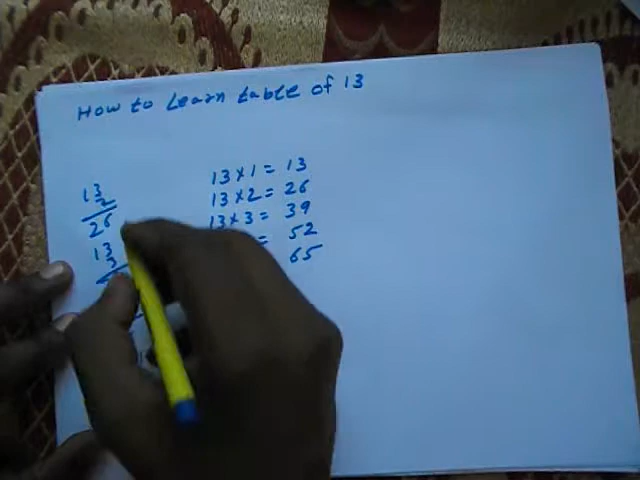 How to Learn table of 13
13 × 1 = 13
13 × 2 = 26
13 × 3 = 39
= 52
65
13
2
26
13
3